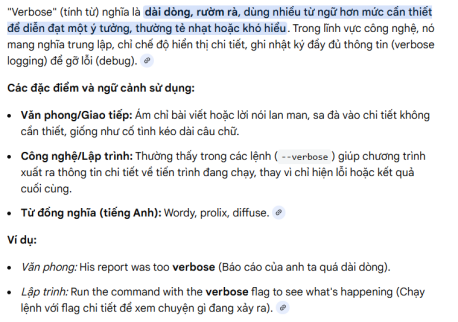 "Verbose" (tính từ) nghĩa là dài dòng, rườm rà, dùng nhiều từ ngữ hơn mức cần thiết
để diễn đạt một ý tưởng, thường tẻ nhạt hoặc khó hiểu. Trong lĩnh vực công nghệ, nó
mang nghĩa trung lập, chỉ chế độ hiển thị chi tiết, ghi nhật ký đầy đủ thông tin (verbose
logging) để gỡ lỗi (debug).
Các đặc điểm và ngữ cảnh sử dụng:
• Văn phong/Giao tiếp: Ám chỉ bài viết hoặc lời nói lan man, sa đà vào chi tiết không
cần thiết, giống như cố tình kéo dài câu chữ.
• Công nghệ/Lập trình: Thường thấy trong các lệnh ( --verbose ) giúp chương trình
xuất ra thông tin chi tiết về tiến trình đang chạy, thay vì chỉ hiện lỗi hoặc kết quả
cuối cùng.
• Từ đồng nghĩa (tiếng Anh): Wordy, prolix, diffuse.
Ví dụ:
• Văn phong: His report was too verbose (Báo cáo của anh ta quá dài dòng).
• Lập trình: Run the command with the verbose flag to see what's happening (Chạy
lệnh với flag chi tiết để xem chuyện gì đang xảy ra).